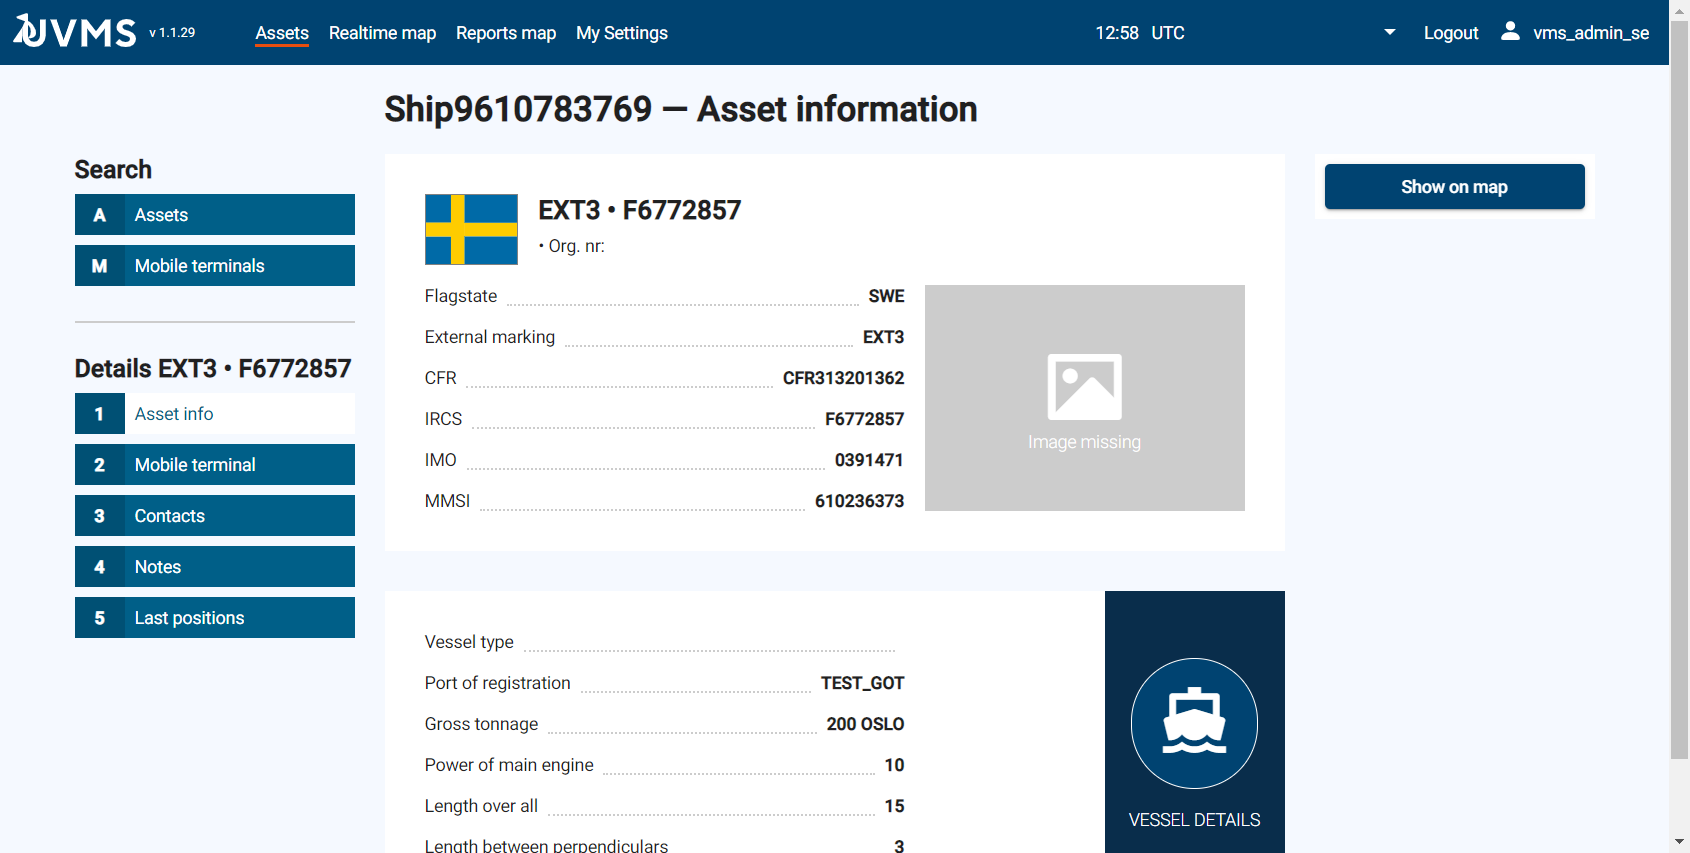 UVMS v 1.1.29 Assets Realtime map Reports map My Settings 12:58 UTC Logout vms_admin_se
Ship9610783769 — Asset information
Search
A Assets
M Mobile terminals
Details EXT3 • F6772857
1 Asset info
2 Mobile terminal
3 Contacts
4 Notes
5 Last positions
EXT3 • F6772857
• Org. nr:
Flagstate SWE
External marking EXT3
CFR CFR313201362
IRCS F6772857
IMO 0391471
MMSI 610236373
Image missing
Show on map
Vessel type
Port of registration TEST_GOT
Gross tonnage 200 OSLO
Power of main engine 10
Length over all 15
Length between perpendiculars 3
VESSEL DETAILS